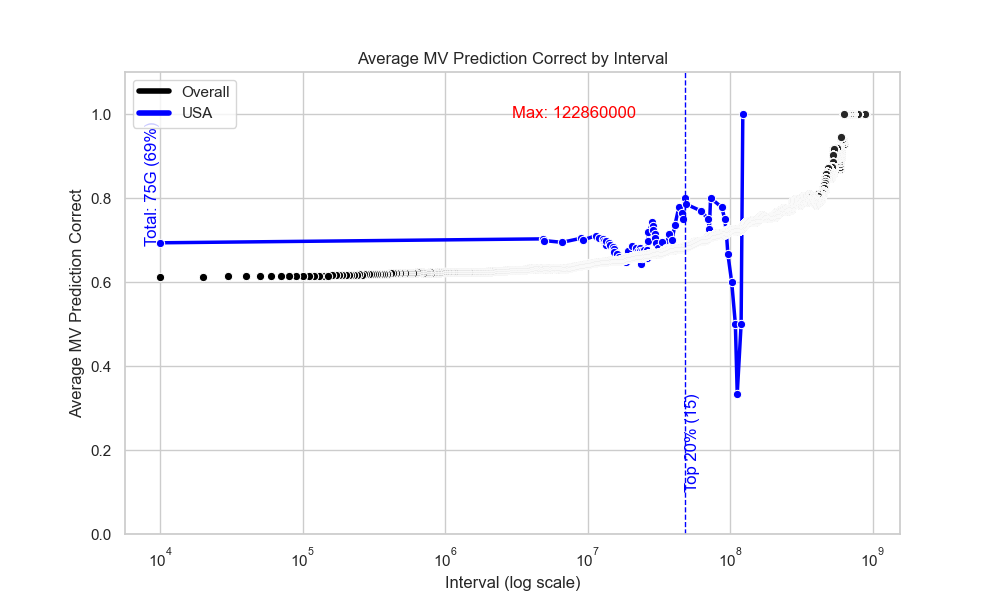 Average MV Prediction Correct by Interval
Overall
USA
Max: 122860000
Total: 75G (69%)
Top 20% (15)
Average MV Prediction Correct
1.0
0.8
0.6
0.4
0.2
0.0
10^4
10^5
10^6
10^7
10^8
10^9
Interval (log scale)